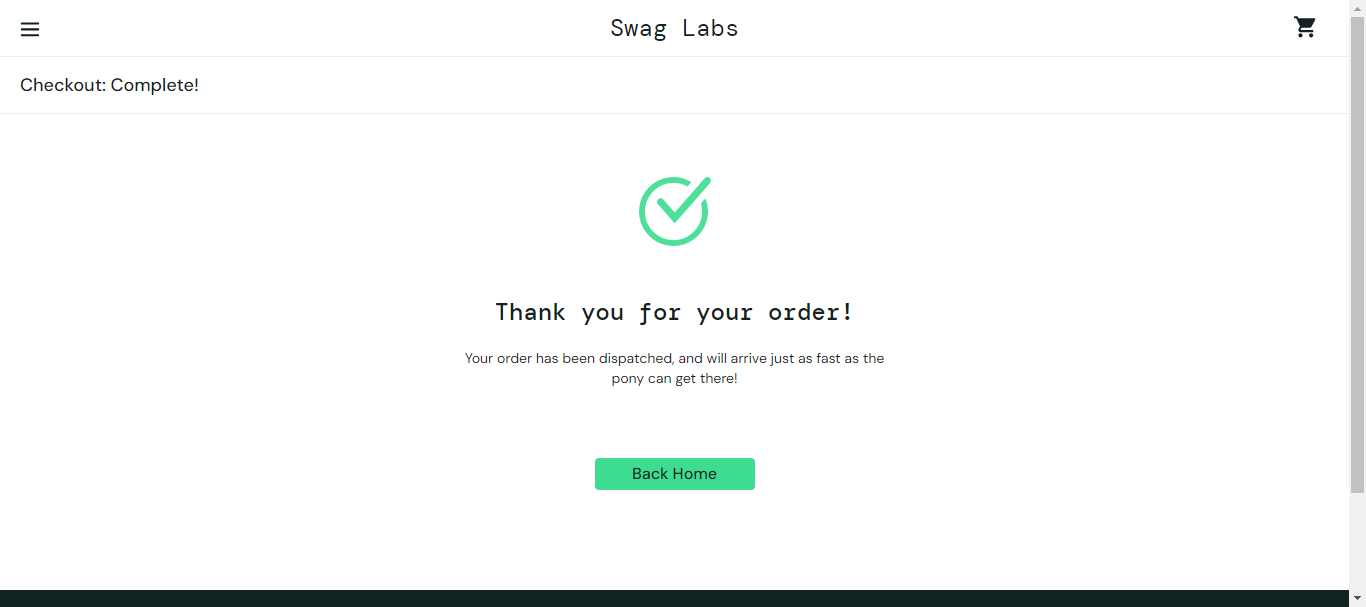 Swag Labs
Checkout: Complete!
Thank you for your order!
Your order has been dispatched, and will arrive just as fast as the
pony can get there!
Back Home